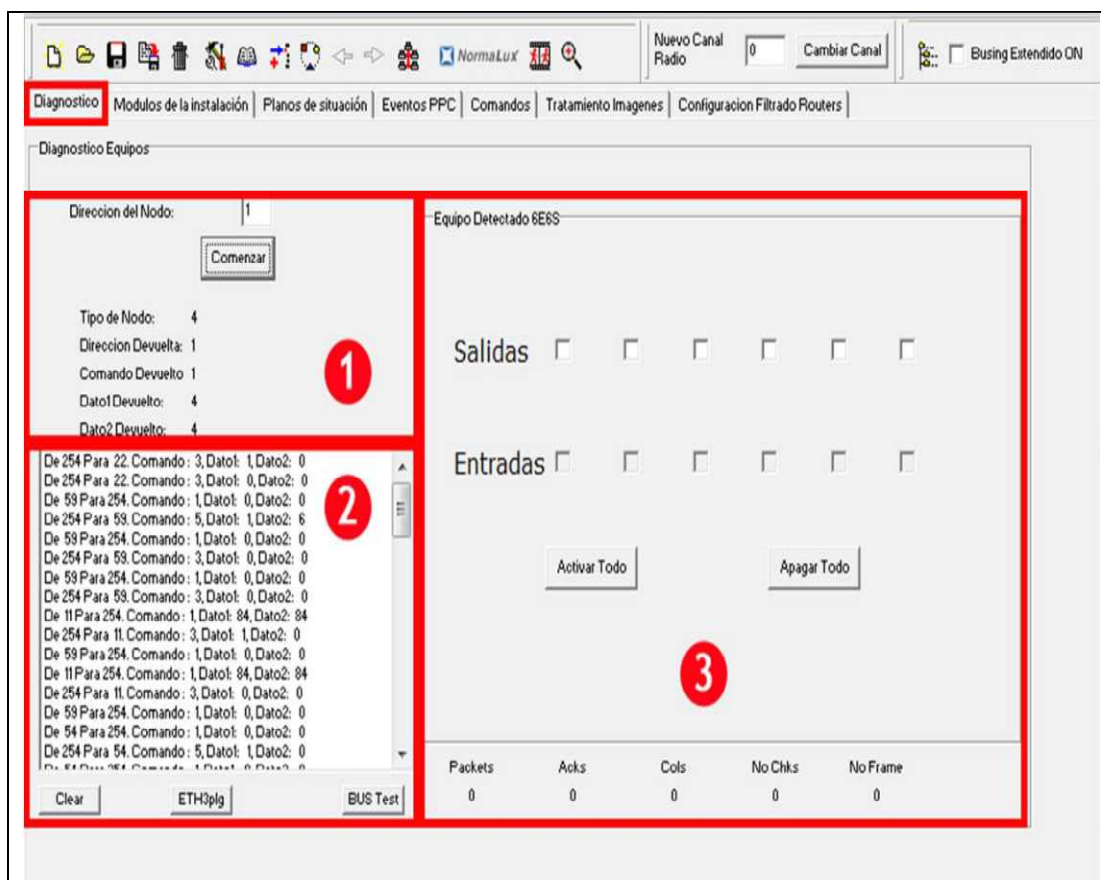 NormaLux
Nuevo Canal Radio
0
Cambiar Canal
Busing Extendido ON
Diagnostico
Modulos de la instalación
Planos de situación
Eventos PPC
Comandos
Tratamiento Imagenes
Configuracion Filtrado Routers
Diagnostico Equipos
Direccion del Nodo: 1
Comenzar
Tipo de Nodo: 4
Direccion Devuelta: 1
Comando Devuelto 1
Dato1 Devuelto: 4
Dato2 Devuelto: 4
1
De 254 Para 22. Comando : 3, Dato1: 1, Dato2: 0
De 254 Para 22. Comando : 3, Dato1: 0, Dato2: 0
De 59 Para 254. Comando : 1, Dato1: 0, Dato2: 0
De 254 Para 59. Comando : 5, Dato1: 1, Dato2: 6
De 59 Para 254. Comando : 1, Dato1: 0, Dato2: 0
De 254 Para 59. Comando : 3, Dato1: 0, Dato2: 0
De 59 Para 254. Comando : 1, Dato1: 0, Dato2: 0
De 254 Para 59. Comando : 3, Dato1: 0, Dato2: 0
De 11 Para 254. Comando : 1, Dato1: 84, Dato2: 84
De 254 Para 11. Comando : 3, Dato1: 1, Dato2: 0
De 59 Para 254. Comando : 1, Dato1: 0, Dato2: 0
De 11 Para 254. Comando : 1, Dato1: 84, Dato2: 84
De 254 Para 11. Comando : 3, Dato1: 0, Dato2: 0
De 59 Para 254. Comando : 1, Dato1: 0, Dato2: 0
De 54 Para 254. Comando : 1, Dato1: 0, Dato2: 0
De 254 Para 54. Comando : 5, Dato1: 1, Dato2: 0
2
Clear
ETH3plg
BUS Test
Equipo Detectado 6E6S
Salidas
Entradas
Activar Todo
Apagar Todo
3
Packets Acks Cols No Chks No Frame
0 0 0 0 0